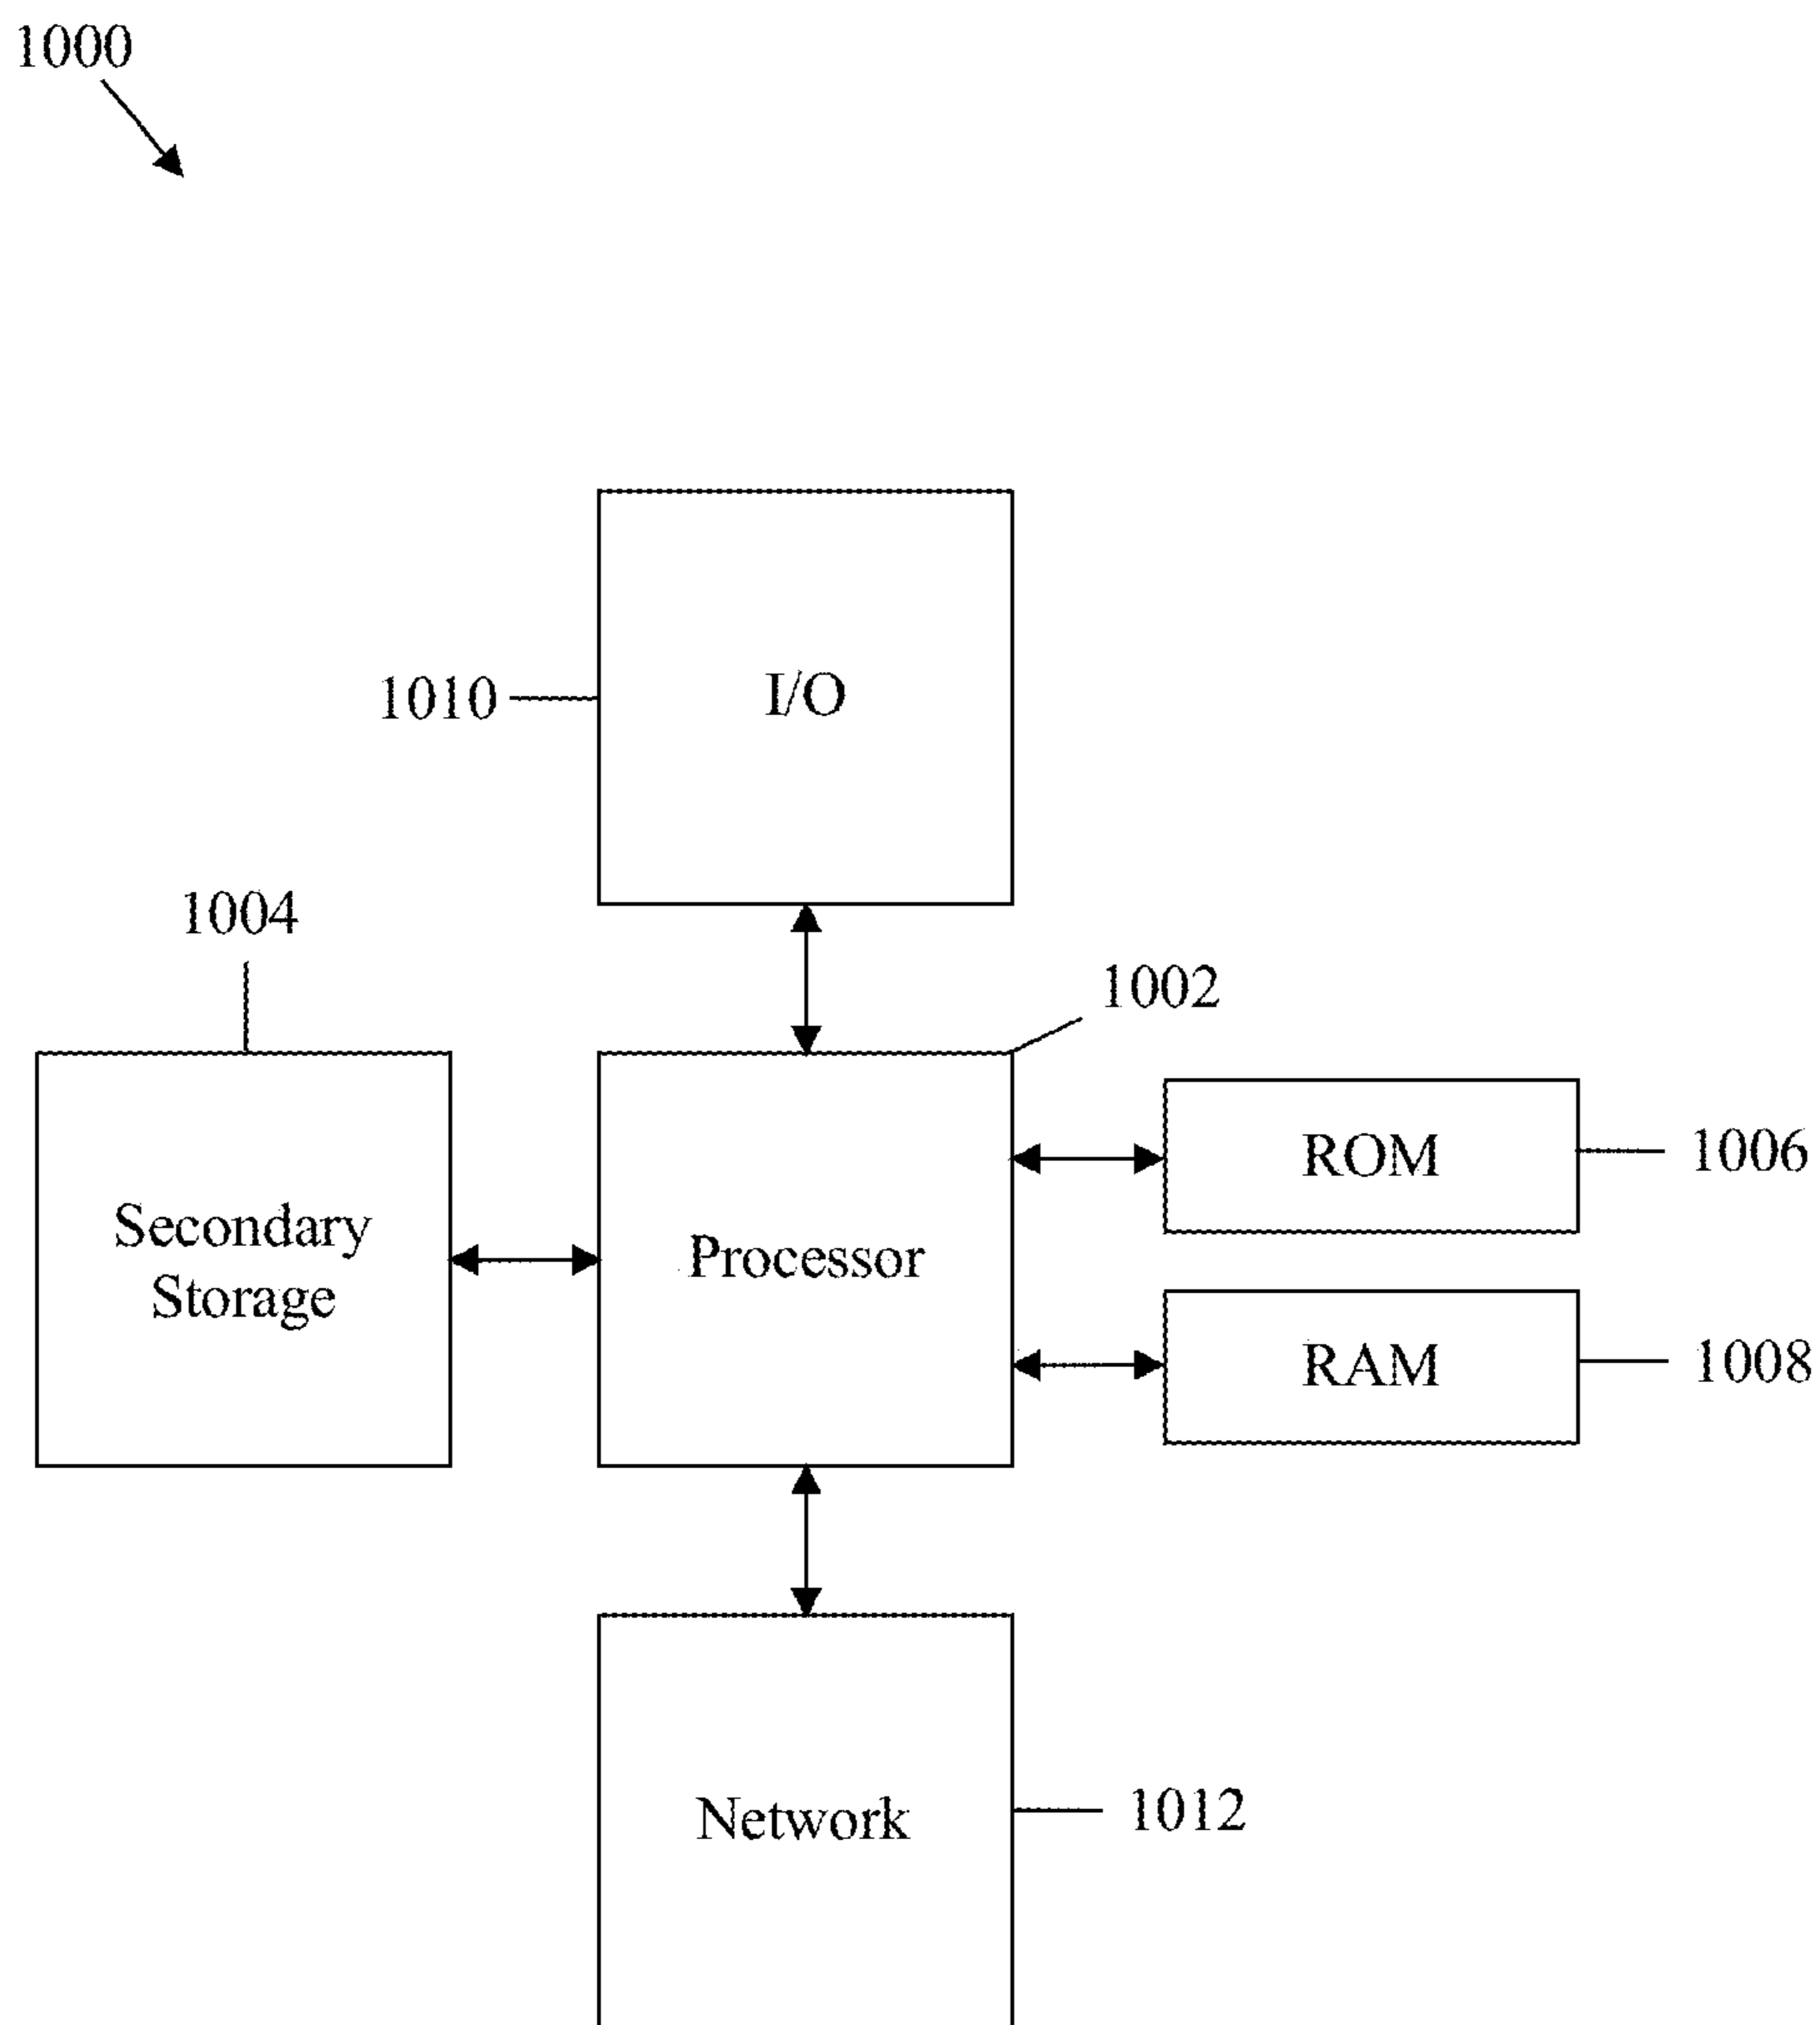 1000
I/O
1010
1004
1002
ROM
1006
Secondary
Storage
Processor
RAM
1008
Network
1012